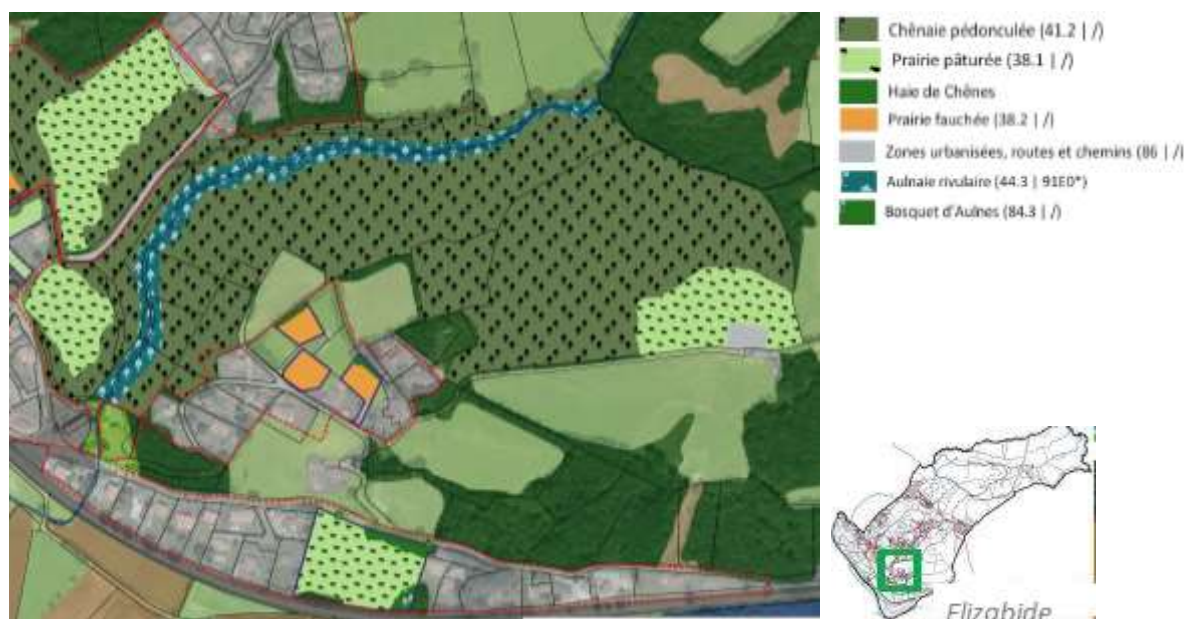 Chênaie pédonculée (41.2 | /)
Prairie pâturée (38.1 | /)
Haie de Chênes
Prairie fauchée (38.2 | /)
Zones urbanisées, routes et chemins (86 | /)
Aulnaie rivulaire (44.3 | 91E0*)
Bosquet d'Aulnes (84.3 | /)
Elizabide